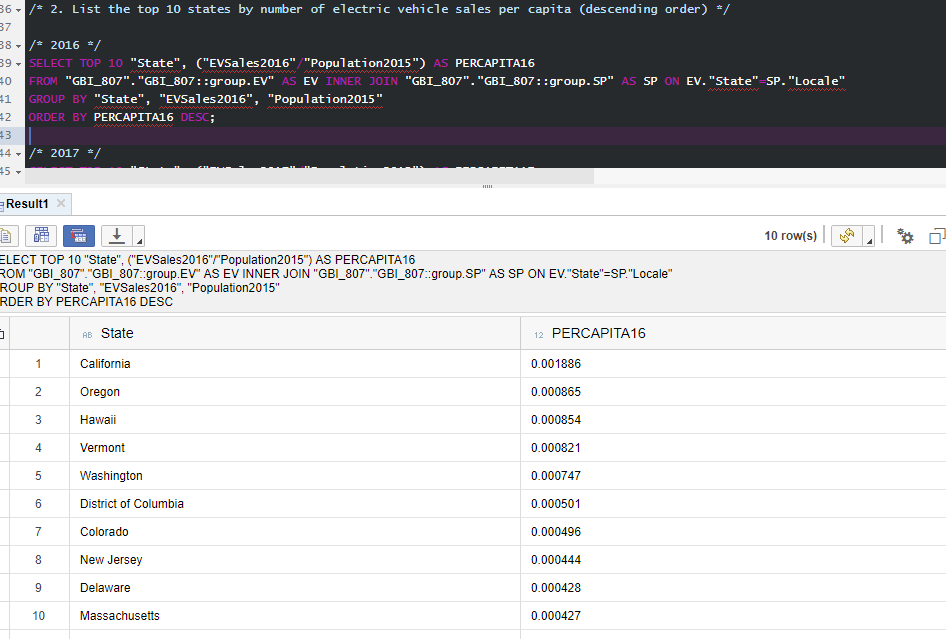 36 /* 2. List the top 10 states by number of electric vehicle sales per capita (descending order) */
37
38 /* 2016 */
39 SELECT TOP 10 "State", ("EVSales2016"/"Population2015") AS PERCAPITA16
40 FROM "GBI_807"."GBI_807::group.EV" AS EV INNER JOIN "GBI_807"."GBI_807::group.SP" AS SP ON EV."State"=SP."Locale"
41 GROUP BY "State", "EVSales2016", "Population2015"
42 ORDER BY PERCAPITA16 DESC;
43
44 /* 2017 */
45
Result1
10 row(s)
ELECT TOP 10 "State", ("EVSales2016"/"Population2015") AS PERCAPITA16
ROM "GBI_807"."GBI_807::group.EV" AS EV INNER JOIN "GBI_807"."GBI_807::group.SP" AS SP ON EV."State"=SP."Locale"
ROUP BY "State", "EVSales2016", "Population2015"
RDER BY PERCAPITA16 DESC
AB State 12 PERCAPITA16
1 California 0.001886
2 Oregon 0.000865
3 Hawaii 0.000854
4 Vermont 0.000821
5 Washington 0.000747
6 District of Columbia 0.000501
7 Colorado 0.000496
8 New Jersey 0.000444
9 Delaware 0.000428
10 Massachusetts 0.000427